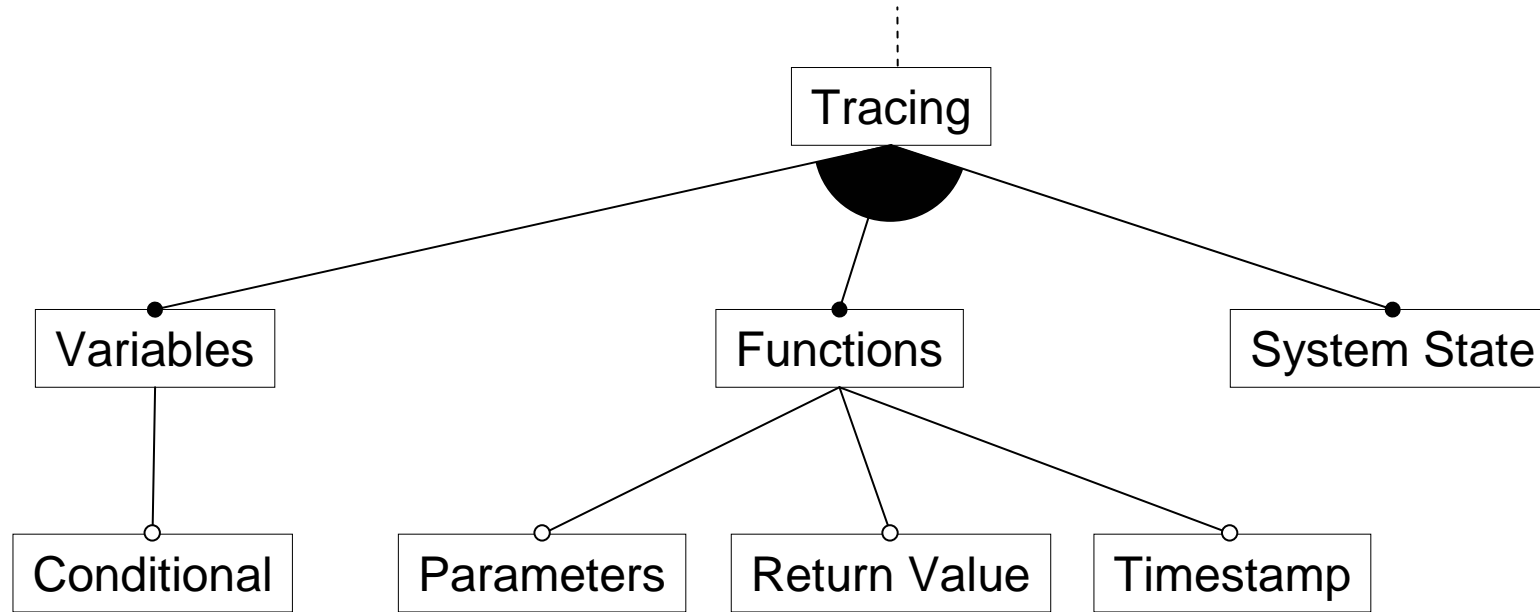 Tracing
Variables
Functions
System State
Conditional
Parameters
Return Value
Timestamp